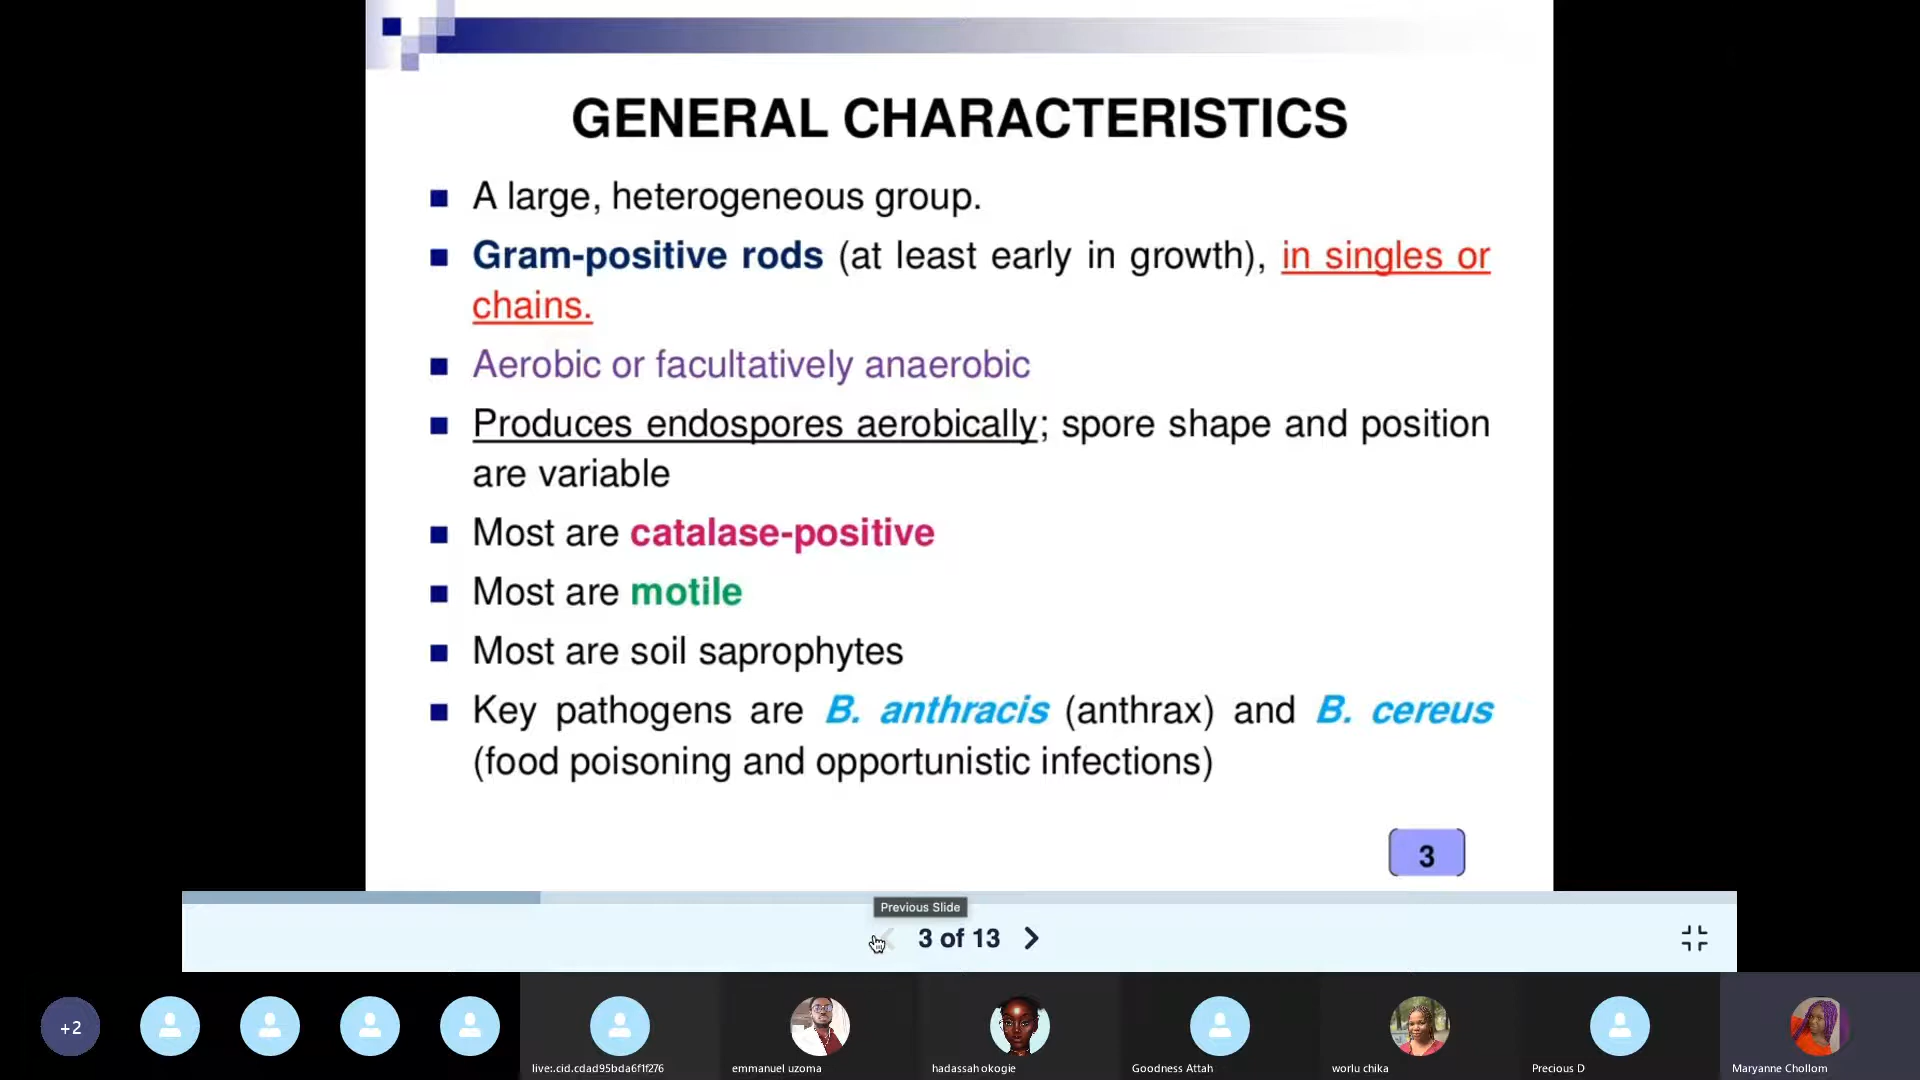 GENERAL CHARACTERISTICS
A large, heterogeneous group.
Gram-positive rods (at least early in growth), in singles or
chains.
Aerobic or facultatively anaerobic
Produces endospores aerobically; spore shape and position
are variable
Most are catalase-positive
Most are motile
Most are soil saprophytes
Key pathogens are B. anthracis (anthrax) and B. cereus
(food poisoning and opportunistic infections)
3
Previous Slide
3 of 13
+2
live:.cid.cdad95bda6f1f276
emmanuel uzoma
hadassah okogie
Goodness Attah
worlu chika
Precious D
Maryanne Chollom